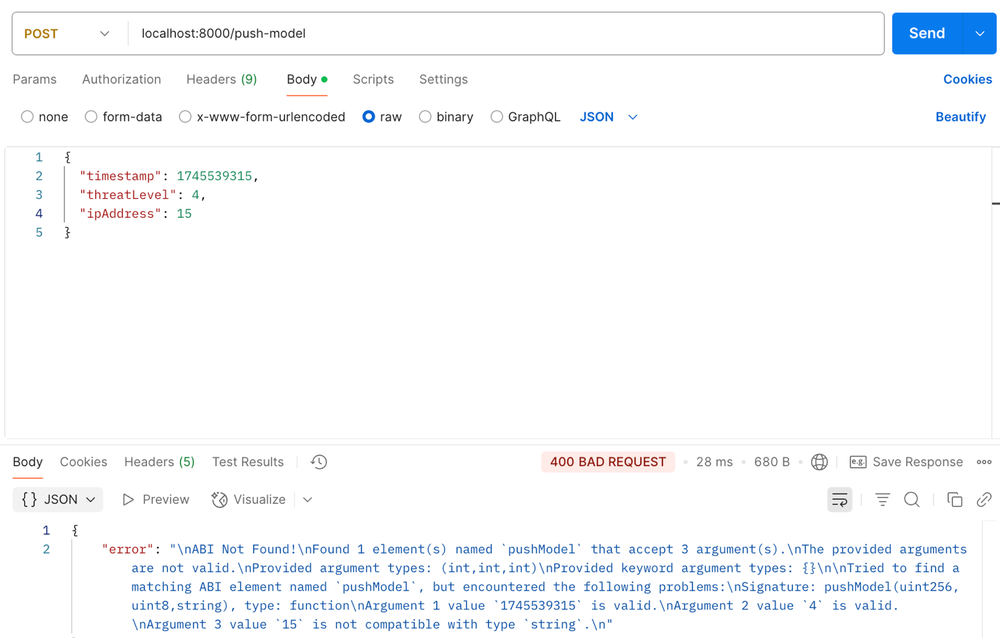 POST localhost:8000/push-model Send
Params Authorization Headers (9) Body Scripts Settings Cookies
none form-data x-www-form-urlencoded raw binary GraphQL JSON Beautify
1 {
2 "timestamp": 1745539315,
3 "threatLevel": 4,
4 "ipAddress": 15
5 }
Body Cookies Headers (5) Test Results 400 BAD REQUEST 28 ms 680 B e.g. Save Response
{} JSON Preview Visualize
1 {
2 "error": "\nABI Not Found!\nFound 1 element(s) named `pushModel` that accept 3 argument(s).\nThe provided arguments
are not valid.\nProvided argument types: (int,int,int)\nProvided keyword argument types: {}\n\nTried to find a
matching ABI element named `pushModel`, but encountered the following problems:\nSignature: pushModel(uint256,
uint8,string), type: function\nArgument 1 value `1745539315` is valid.\nArgument 2 value `4` is valid.
\nArgument 3 value `15` is not compatible with type `string`.\n"